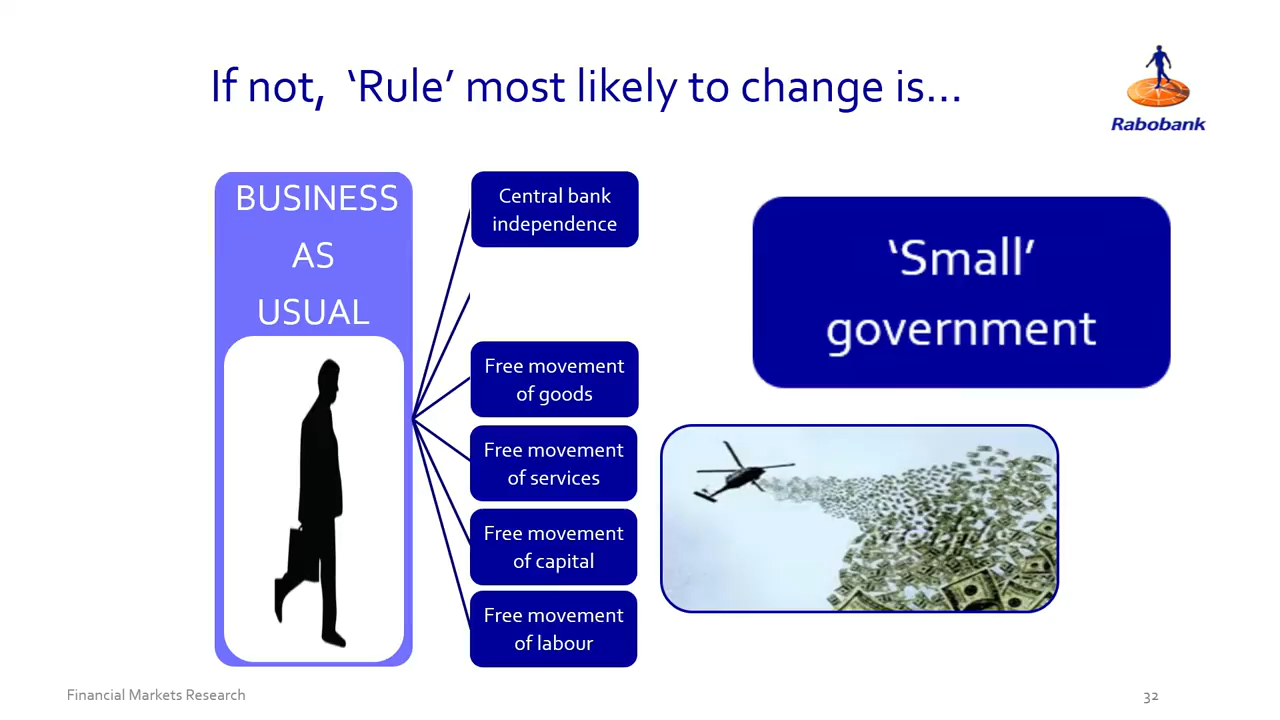 If not, ‘Rule’ most likely to change is...
Rabobank
BUSINESS
AS
USUAL
Central bank
independence
Free movement
of goods
Free movement
of services
Free movement
of capital
Free movement
of labour
‘Small’
government
Financial Markets Research
32